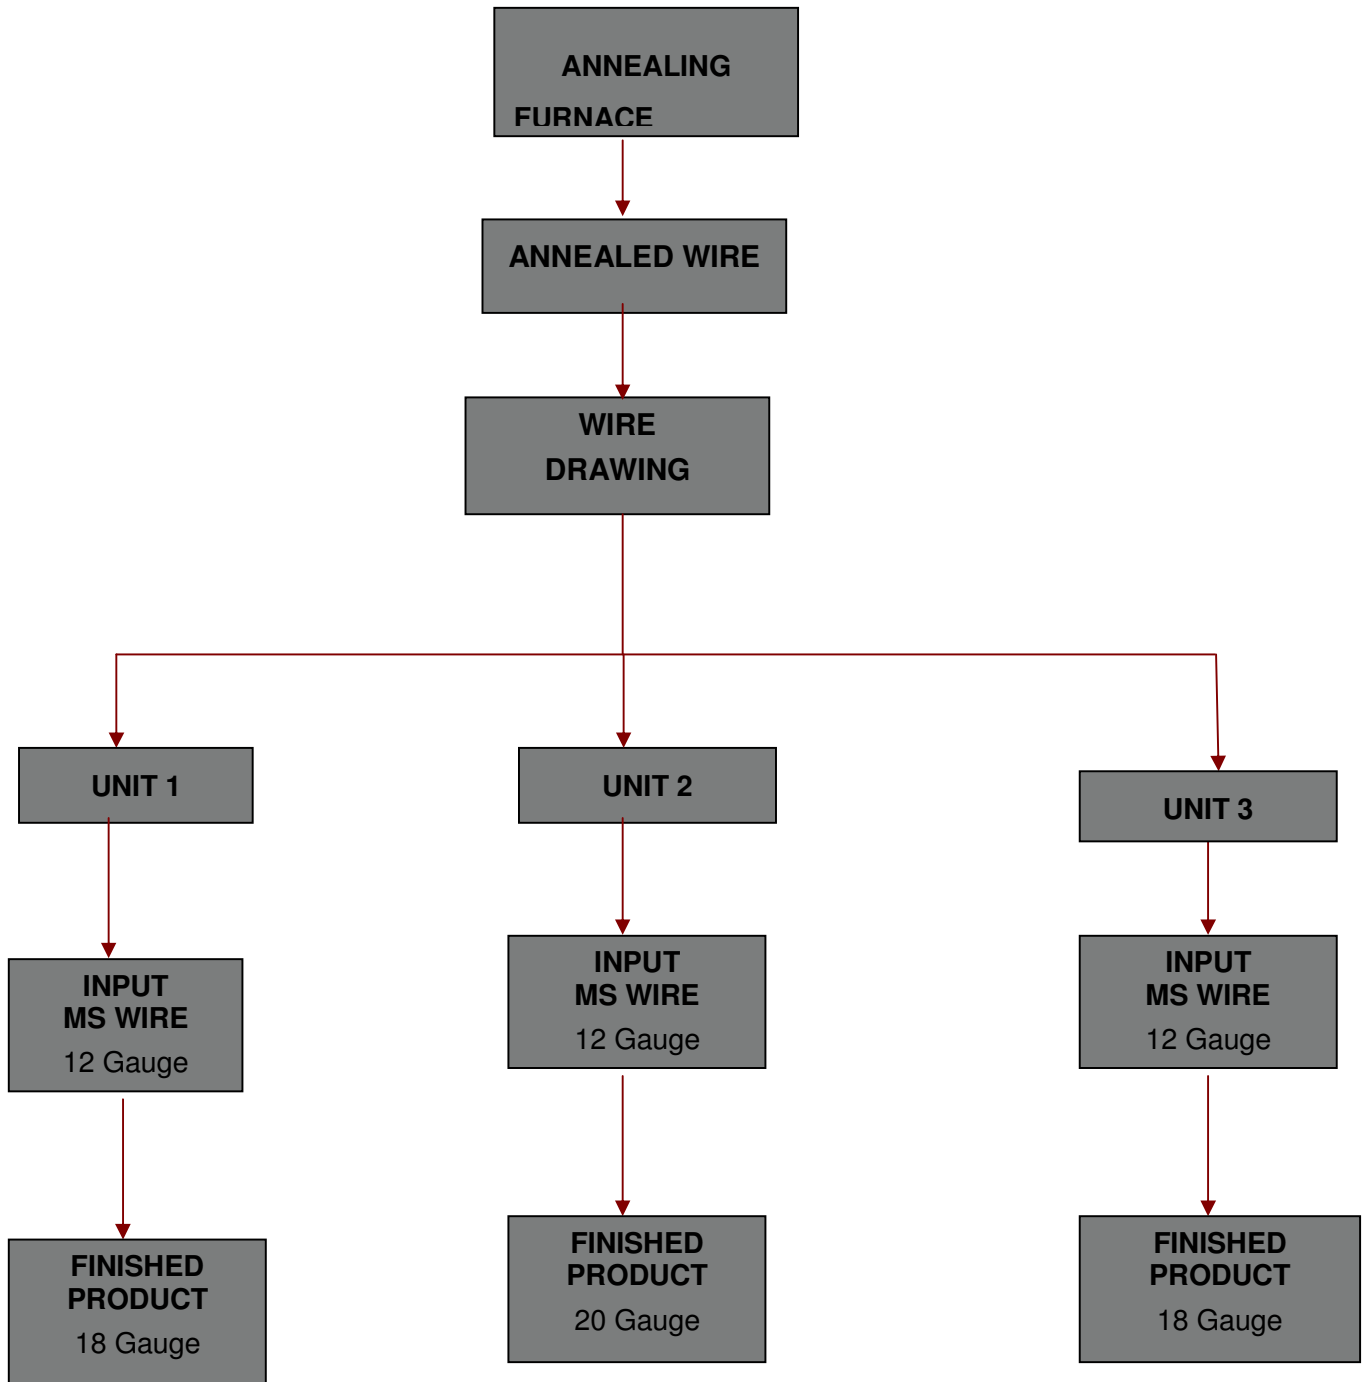 ANNEALING
FURNACE
ANNEALED WIRE
WIRE
DRAWING
UNIT 1
UNIT 2
UNIT 3
INPUT
MS WIRE
12 Gauge
INPUT
MS WIRE
12 Gauge
INPUT
MS WIRE
12 Gauge
FINISHED
PRODUCT
18 Gauge
FINISHED
PRODUCT
20 Gauge
FINISHED
PRODUCT
18 Gauge